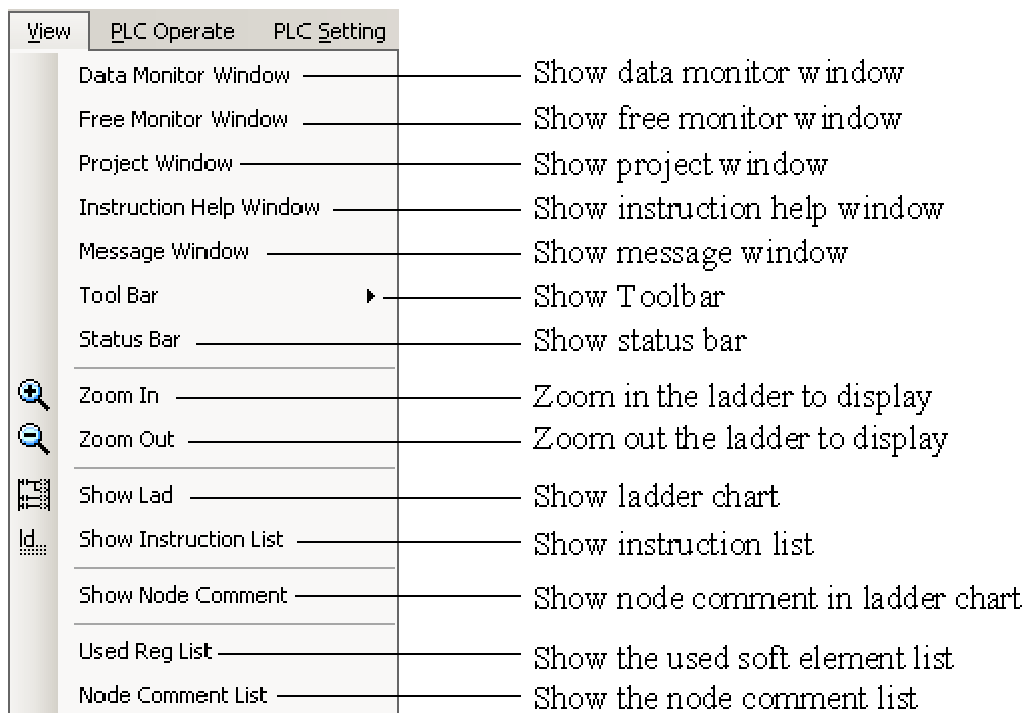 View PLC Operate PLC Setting
Data Monitor Window Show data monitor window
Free Monitor Window Show free monitor window
Project Window Show project window
Instruction Help Window Show instruction help window
Message Window Show message window
Tool Bar Show Toolbar
Status Bar Show status bar
Zoom In Zoom in the ladder to display
Zoom Out Zoom out the ladder to display
Show Lad Show ladder chart
ld... Show Instruction List Show instruction list
Show Node Comment Show node comment in ladder chart
Used Reg List Show the used soft element list
Node Comment List Show the node comment list